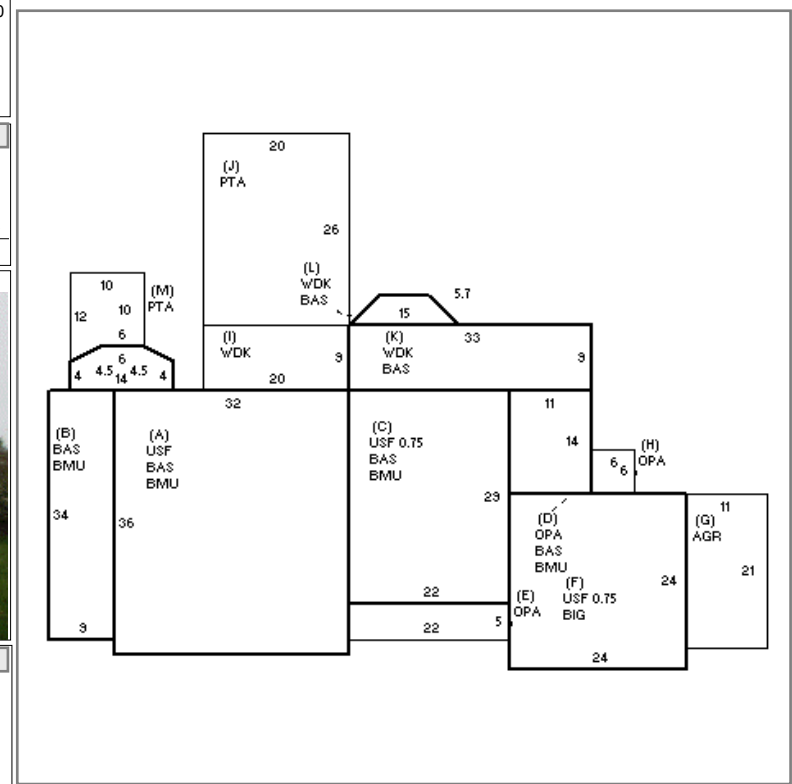 20
(J)
PTA
26
(L)
WDK
BAS
5.7
15
10
(M)
PTA
12
10
6
(I)
WDK
9
20
(K)
WDK
BAS
33
9
6
4
4.5
14
4.5
4
32
(B)
BAS
BMU
34
9
(A)
USF
BAS
BMU
36
(C)
USF 0.75
BAS
BMU
29
22
11
14
(H)
OPA
6
6
(D)
OPA
BAS
BMU
(E)
OPA
22
5
(F)
USF 0.75
BIG
24
24
(G)
AGR
11
21